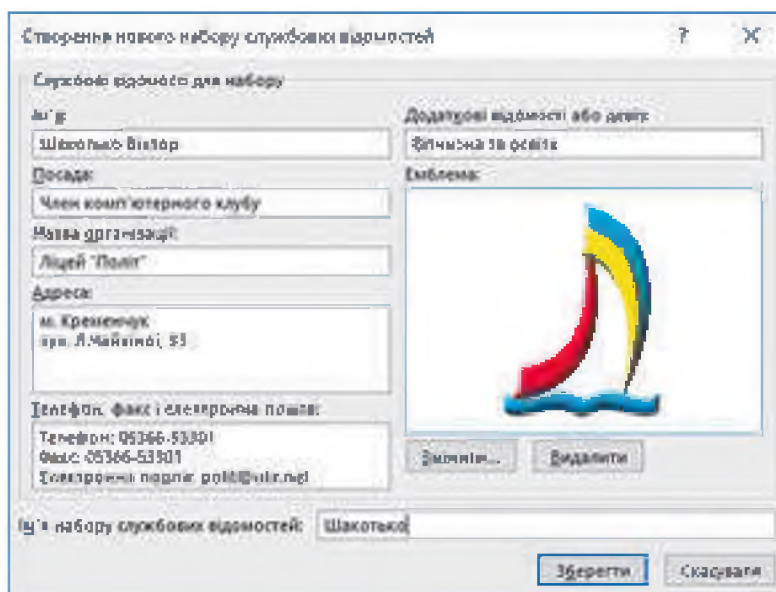 Створення нового набору службових відомостей ?
Службові відомості для набору
Ім'я:
Шакотько Віктор
Посада:
Член комп'ютерного клубу
Назва організації:
Ліцей "Політ"
Адреса:
м. Кременчук
Телефон, факс і електронна пошта:
Телефон: 05366-53301
Факс: 05366-53301
Електронна пошта:
Додаткові відомості або девіз:
та освіта
Емблема:
Змінити... Видалити
Ім'я набору службових відомостей: Шакотько
Зберегти Скасувати